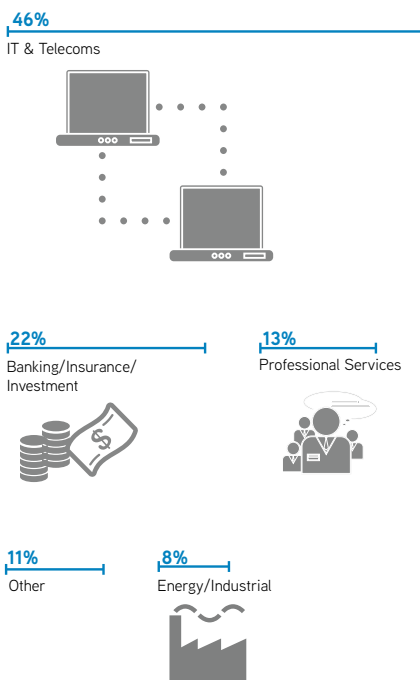 46%
IT & Telecoms
22%
13%
Banking/Insurance/
Investment
Professional Services
$
11%
8%
Other
Energy/Industrial